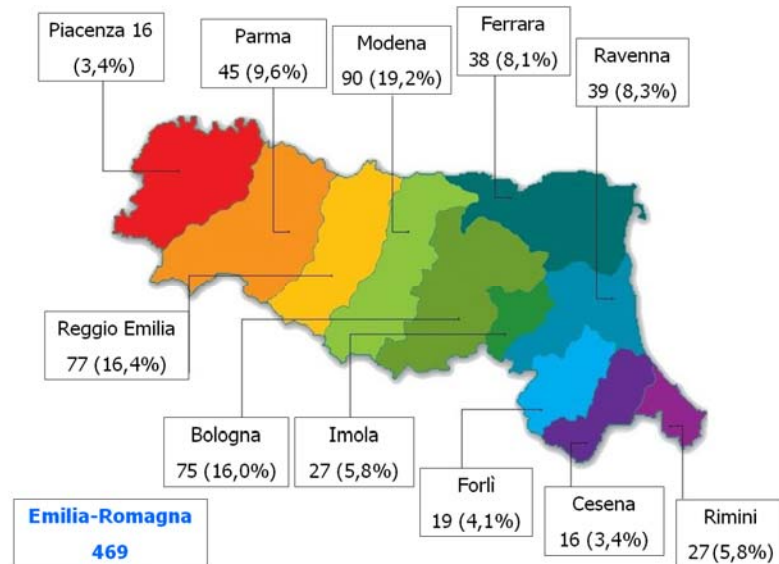 Piacenza 16
(3,4%)
Parma
45 (9,6%)
Modena
90 (19,2%)
Ferrara
38 (8,1%)
Ravenna
39 (8,3%)
Reggio Emilia
77 (16,4%)
Bologna
75 (16,0%)
Imola
27 (5,8%)
Forlì
19 (4,1%)
Cesena
16 (3,4%)
Rimini
27 (5,8%)
Emilia-Romagna
469